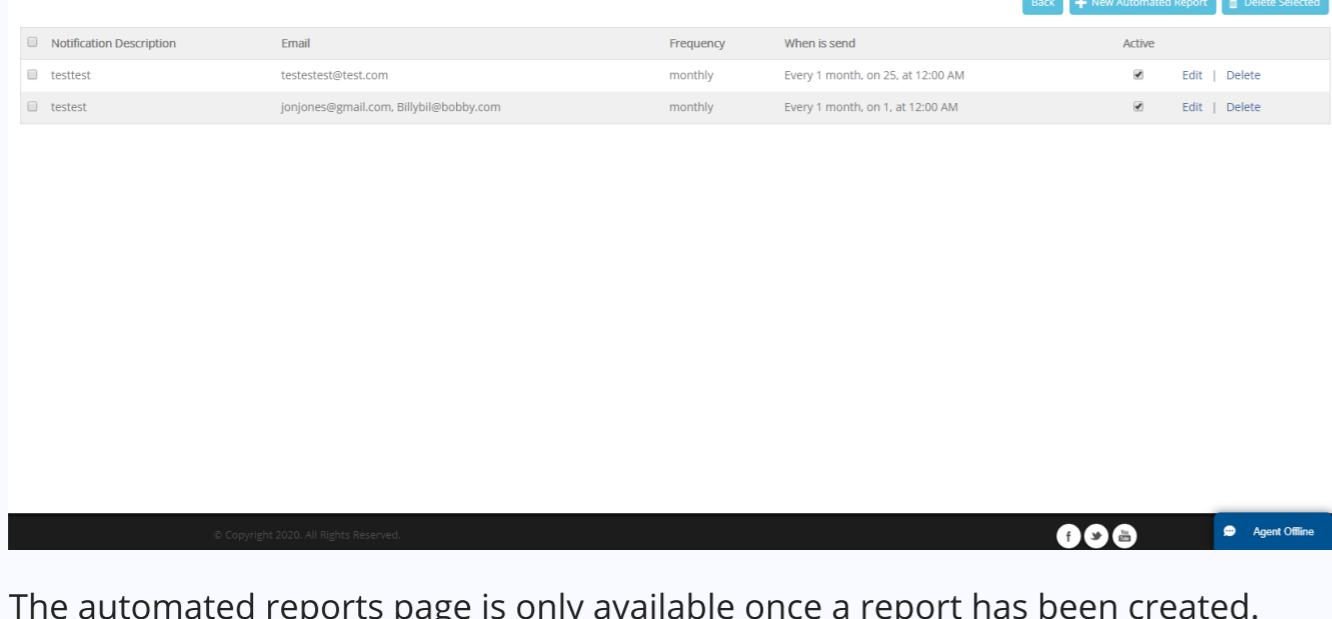 Back New Automated Report Delete Selected
Notification Description Email Frequency When is send Active
testtest testestest@test.com monthly Every 1 month, on 25, at 12:00 AM Edit | Delete
testest jonjones@gmail.com, Billybil@bobby.com monthly Every 1 month, on 1, at 12:00 AM Edit | Delete
© Copyright 2020. All Rights Reserved. Agent Offline
The automated reports page is only available once a report has been created.